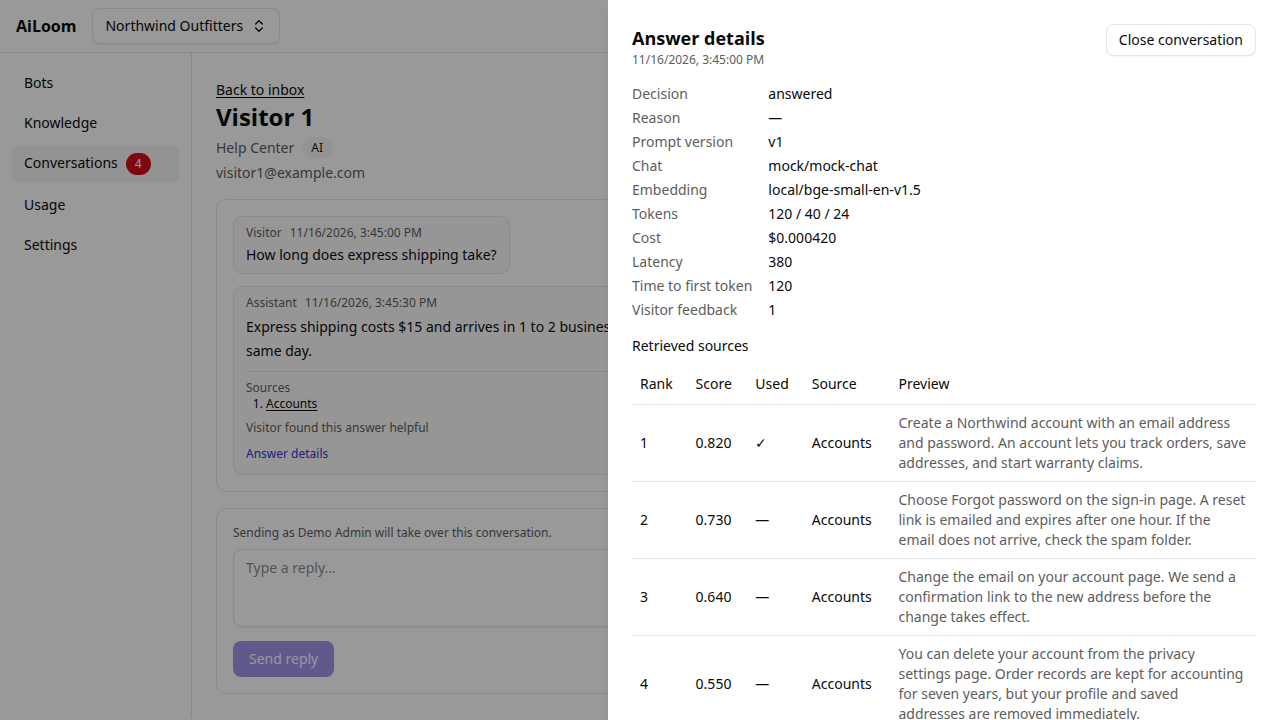 AiLoom
Northwind Outfitters
Bots
Knowledge
Conversations 4
Usage
Settings
Back to inbox
Visitor 1
Help Center AI
visitor1@example.com
Visitor 11/16/2026, 3:45:00 PM
How long does express shipping take?
Assistant 11/16/2026, 3:45:30 PM
Express shipping costs $15 and arrives in 1 to 2 busines
same day.
Sources
1. Accounts
Visitor found this answer helpful
Answer details
Sending as Demo Admin will take over this conversation.
Type a reply...
Send reply
Answer details
Close conversation
11/16/2026, 3:45:00 PM
Decision answered
Reason —
Prompt version v1
Chat mock/mock-chat
Embedding local/bge-small-en-v1.5
Tokens 120 / 40 / 24
Cost $0.000420
Latency 380
Time to first token 120
Visitor feedback 1
Retrieved sources
Rank Score Used Source Preview
1 0.820 ✓ Accounts Create a Northwind account with an email address
and password. An account lets you track orders, save
addresses, and start warranty claims.
2 0.730 — Accounts Choose Forgot password on the sign-in page. A reset
link is emailed and expires after one hour. If the
email does not arrive, check the spam folder.
3 0.640 — Accounts Change the email on your account page. We send a
confirmation link to the new address before the
change takes effect.
4 0.550 — Accounts You can delete your account from the privacy
settings page. Order records are kept for accounting
for seven years, but your profile and saved
addresses are removed immediately.